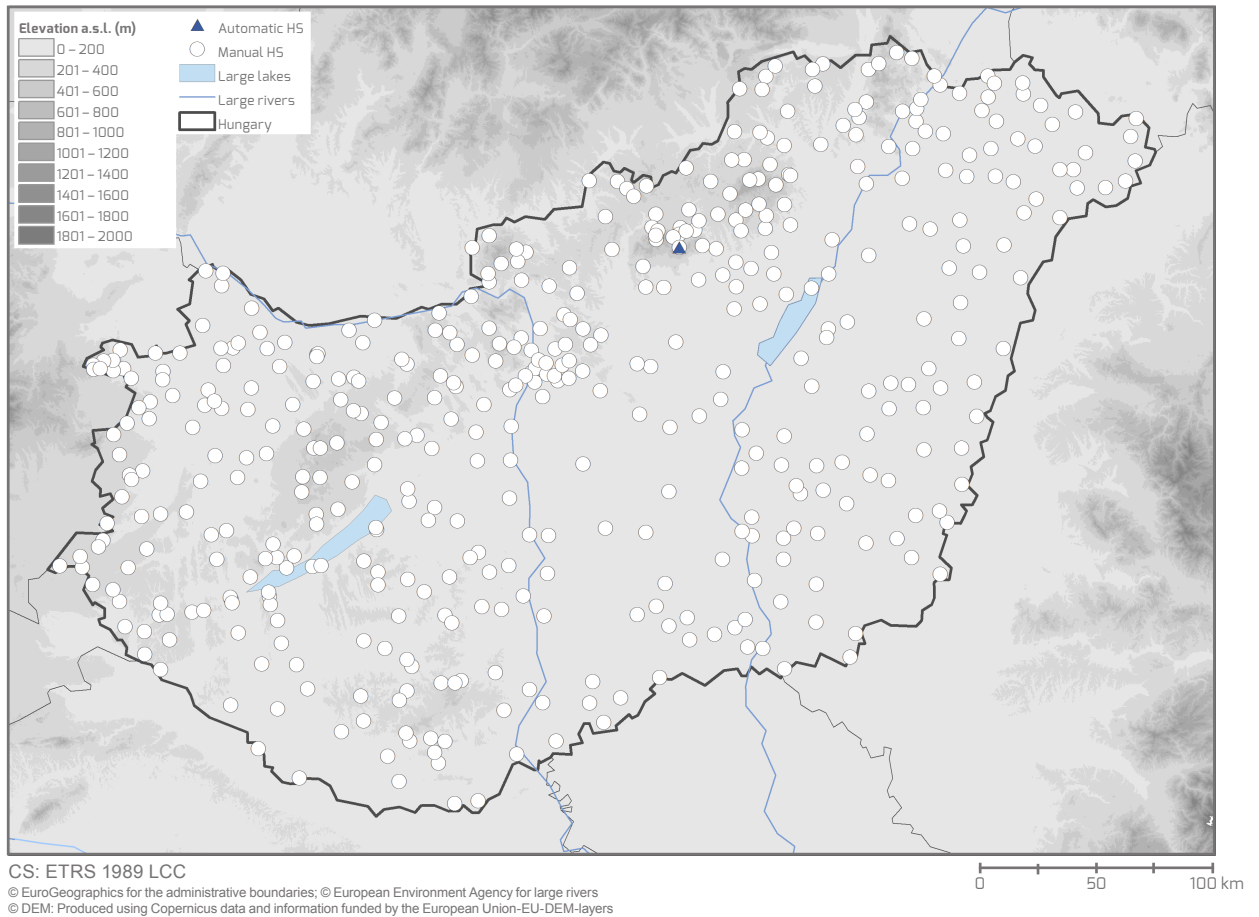 Elevation a.s.l. (m)
0 – 200
201 – 400
401 – 600
601 – 800
801 – 1000
1001 – 1200
1201 – 1400
1401 – 1600
1601 – 1800
1801 – 2000
Automatic HS
Manual HS
Large lakes
Large rivers
Hungary
CS: ETRS 1989 LCC
© EuroGeographics for the administrative boundaries; © European Environment Agency for large rivers
© DEM: Produced using Copernicus data and information funded by the European Union-EU-DEM-layers
0 50 100 km